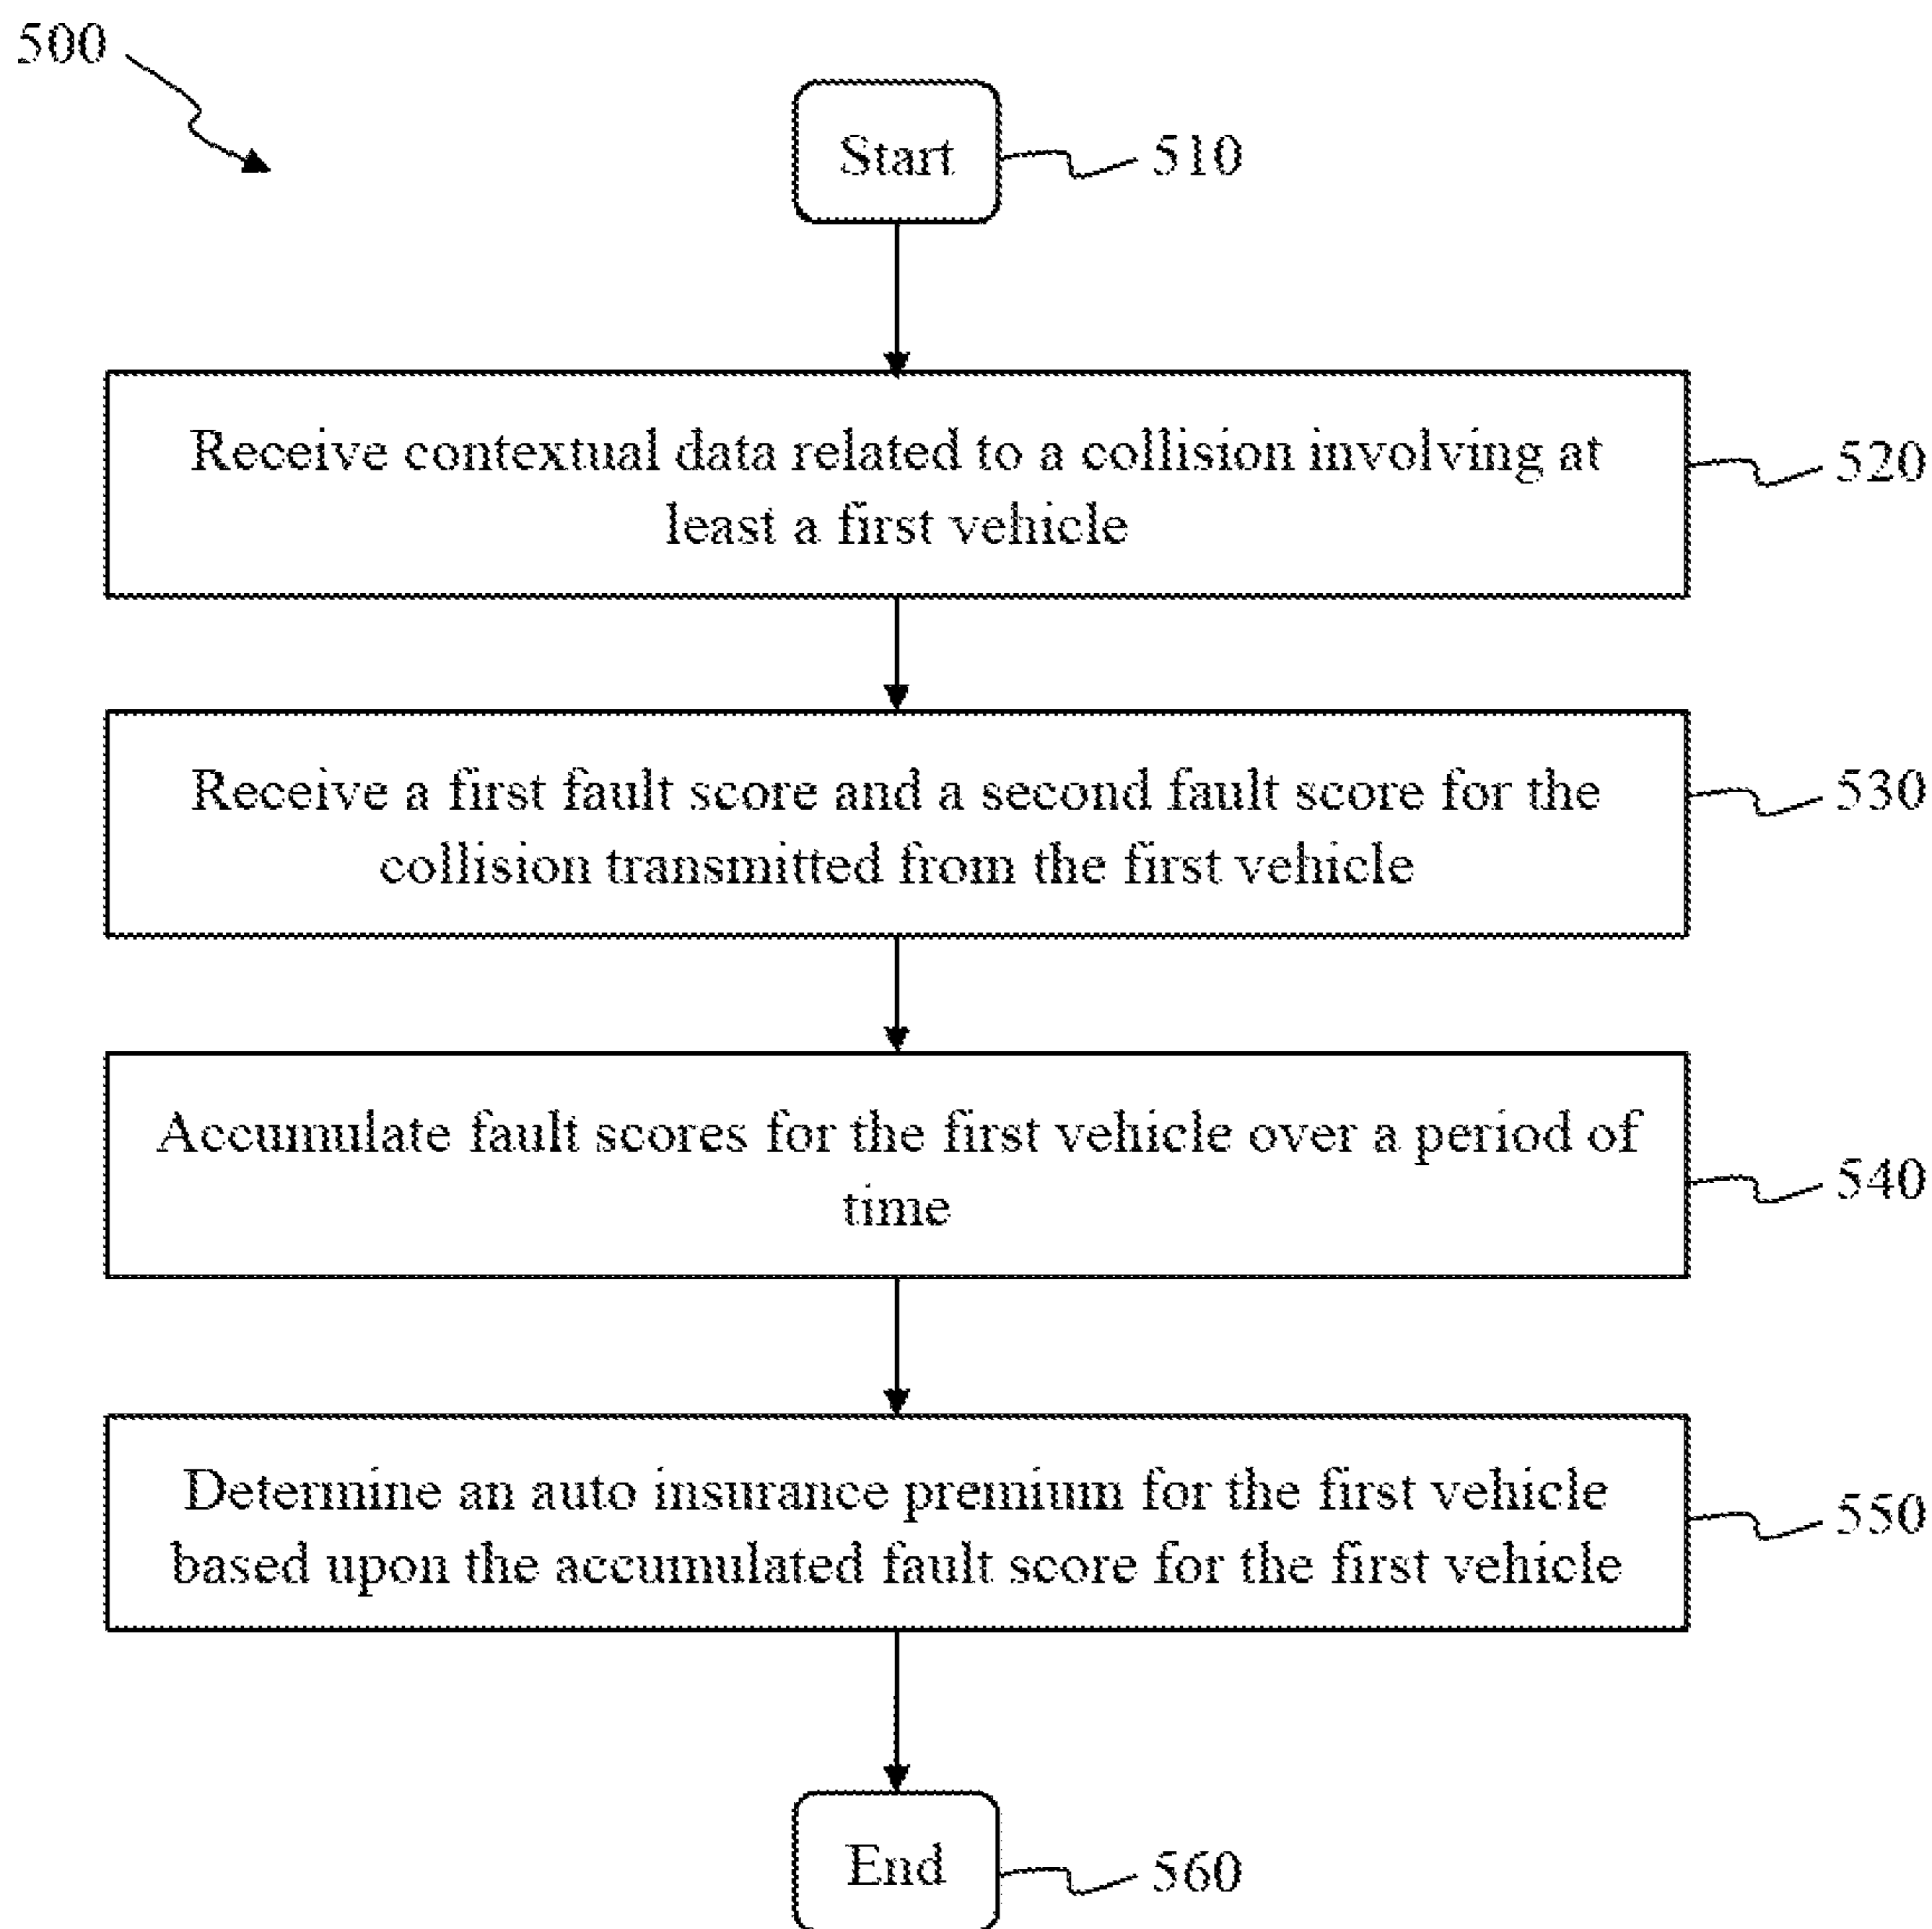 500
Start
510
Receive contextual data related to a collision involving at
least a first vehicle
520
Receive a first fault score and a second fault score for the
collision transmitted from the first vehicle
530
Accumulate fault scores for the first vehicle over a period of
time
540
Determine an auto insurance premium for the first vehicle
based upon the accumulated fault score for the first vehicle
550
End
560